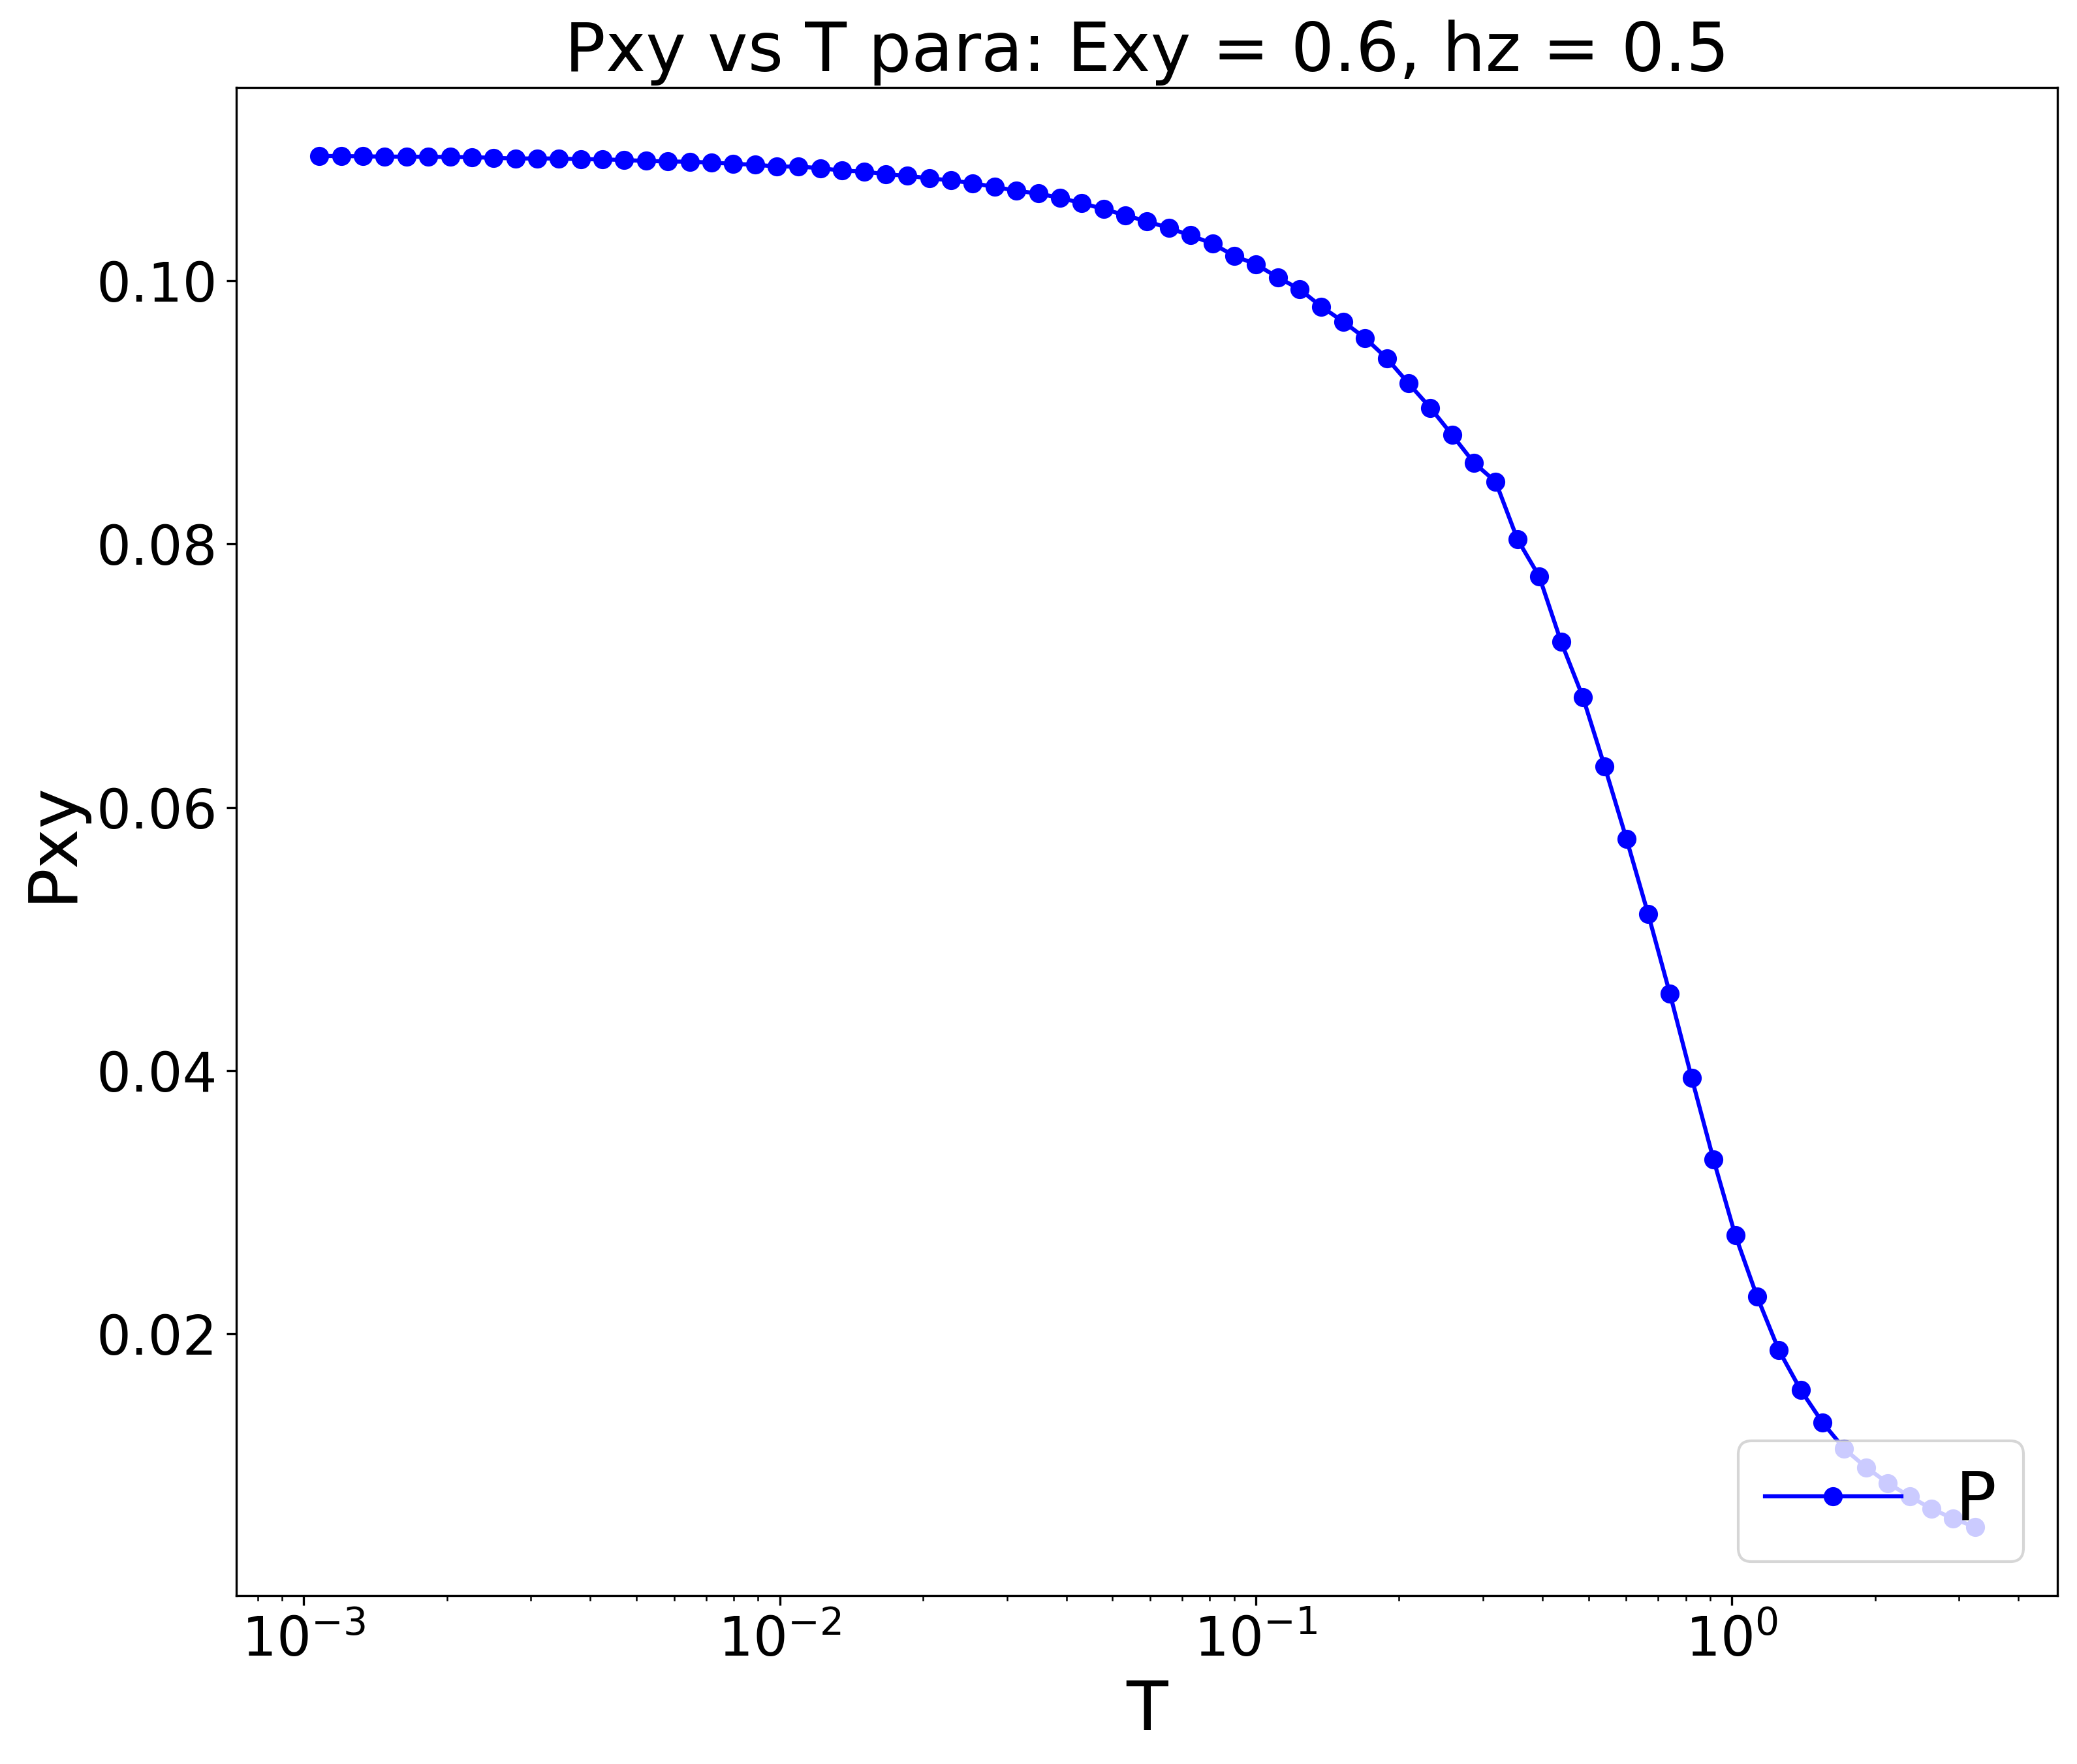 Pxy vs T para: Exy = 0.6, hz = 0.5
Pxy
0.10
0.08
0.06
0.04
0.02
10⁻³ 10⁻² 10⁻¹ 10⁰
T
P